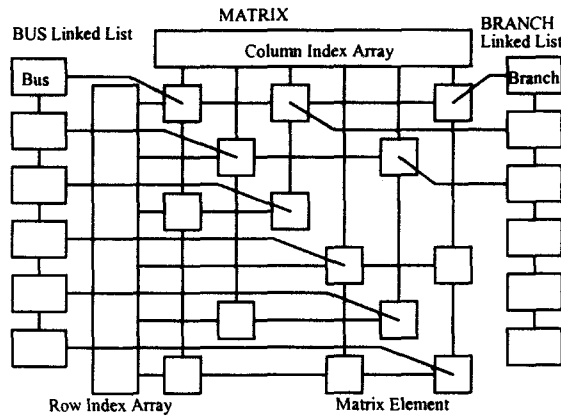 MATRIX
BUS Linked List
BRANCH
Linked List
Column Index Array
Bus
Branch
Row Index Array
Matrix Element